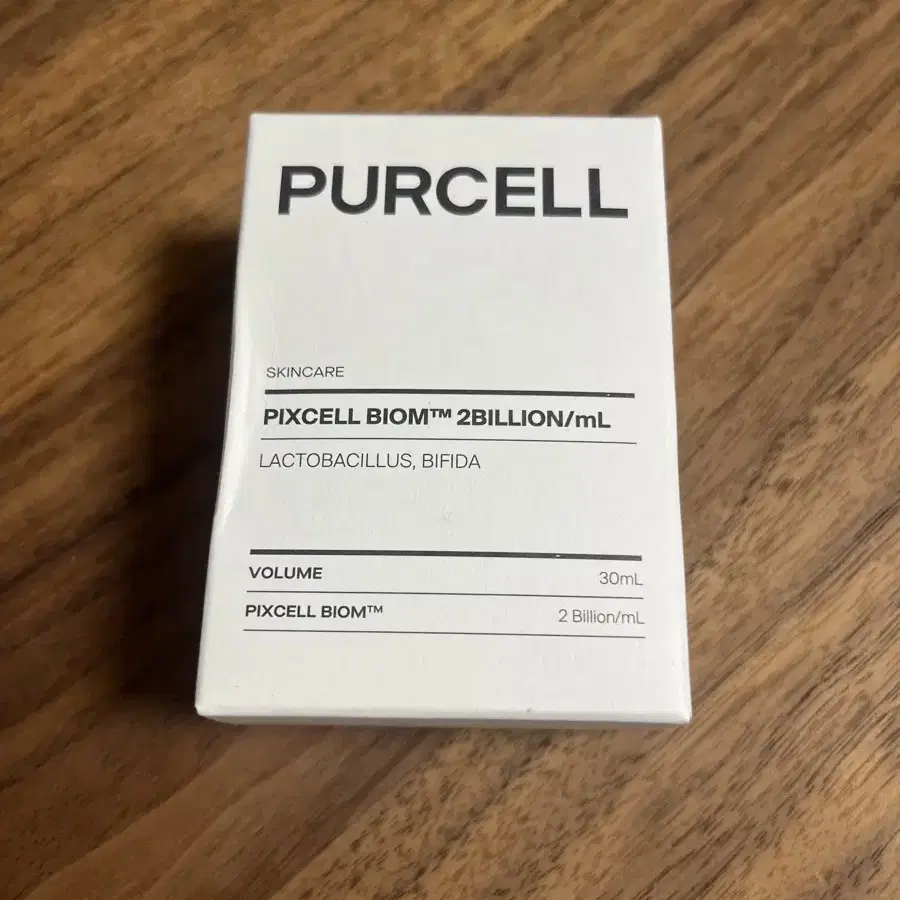 PURCELL
SKINCARE
PIXCELL BIOM™ 2BILLION/mL
LACTOBACILLUS, BIFIDA
VOLUME 30mL
PIXCELL BIOM™ 2 Billion/mL